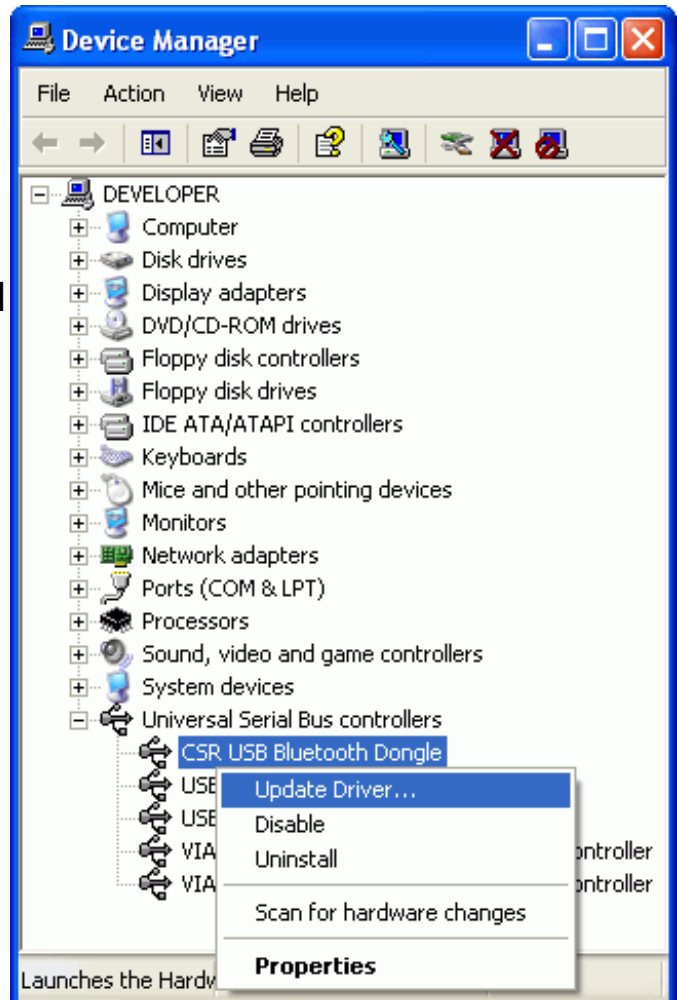 Device Manager
File Action View Help
DEVELOPER
Computer
Disk drives
Display adapters
DVD/CD-ROM drives
Floppy disk controllers
Floppy disk drives
IDE ATA/ATAPI controllers
Keyboards
Mice and other pointing devices
Monitors
Network adapters
Ports (COM & LPT)
Processors
Sound, video and game controllers
System devices
Universal Serial Bus controllers
CSR USB Bluetooth Dongle
USB
Update Driver...
USB
Disable
VIA
Uninstall
ontroller
VIA
ontroller
Scan for hardware changes
Properties
Launches the Hardw